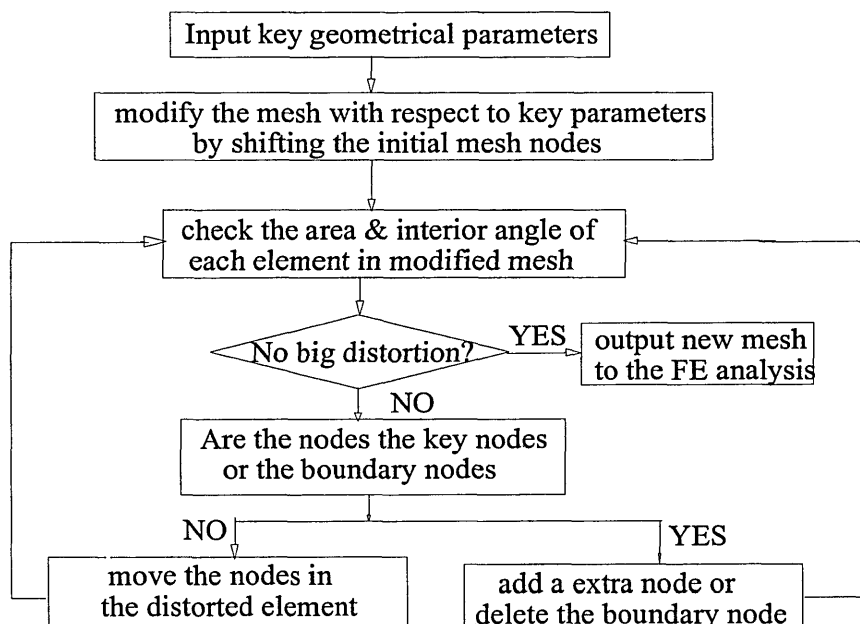 Input key geometrical parameters
modify the mesh with respect to key parameters
by shifting the initial mesh nodes
check the area & interior angle of
each element in modified mesh
No big distortion?
YES
output new mesh
to the FE analysis
NO
Are the nodes the key nodes
or the boundary nodes
NO
YES
move the nodes in
the distorted element
add a extra node or
delete the boundary node